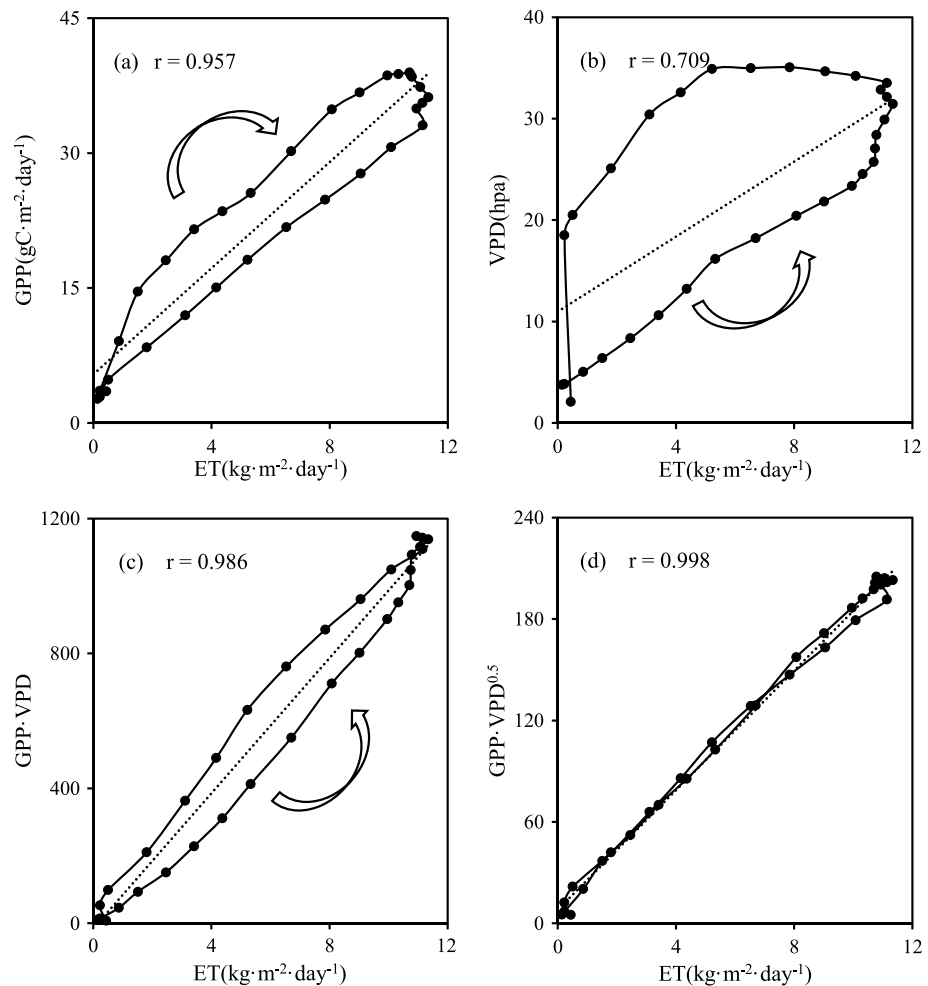 (a) r = 0.957
45
30
15
0
0 4 8 12
GPP(gC·m⁻²·day⁻¹)
ET(kg·m⁻²·day⁻¹)
(b) r = 0.709
40
30
20
10
0
0 4 8 12
VPD(hpa)
ET(kg·m⁻²·day⁻¹)
(c) r = 0.986
1200
800
400
0
0 4 8 12
GPP·VPD
ET(kg·m⁻²·day⁻¹)
(d) r = 0.998
240
180
120
60
0
0 4 8 12
GPP·VPD⁰·⁵
ET(kg·m⁻²·day⁻¹)